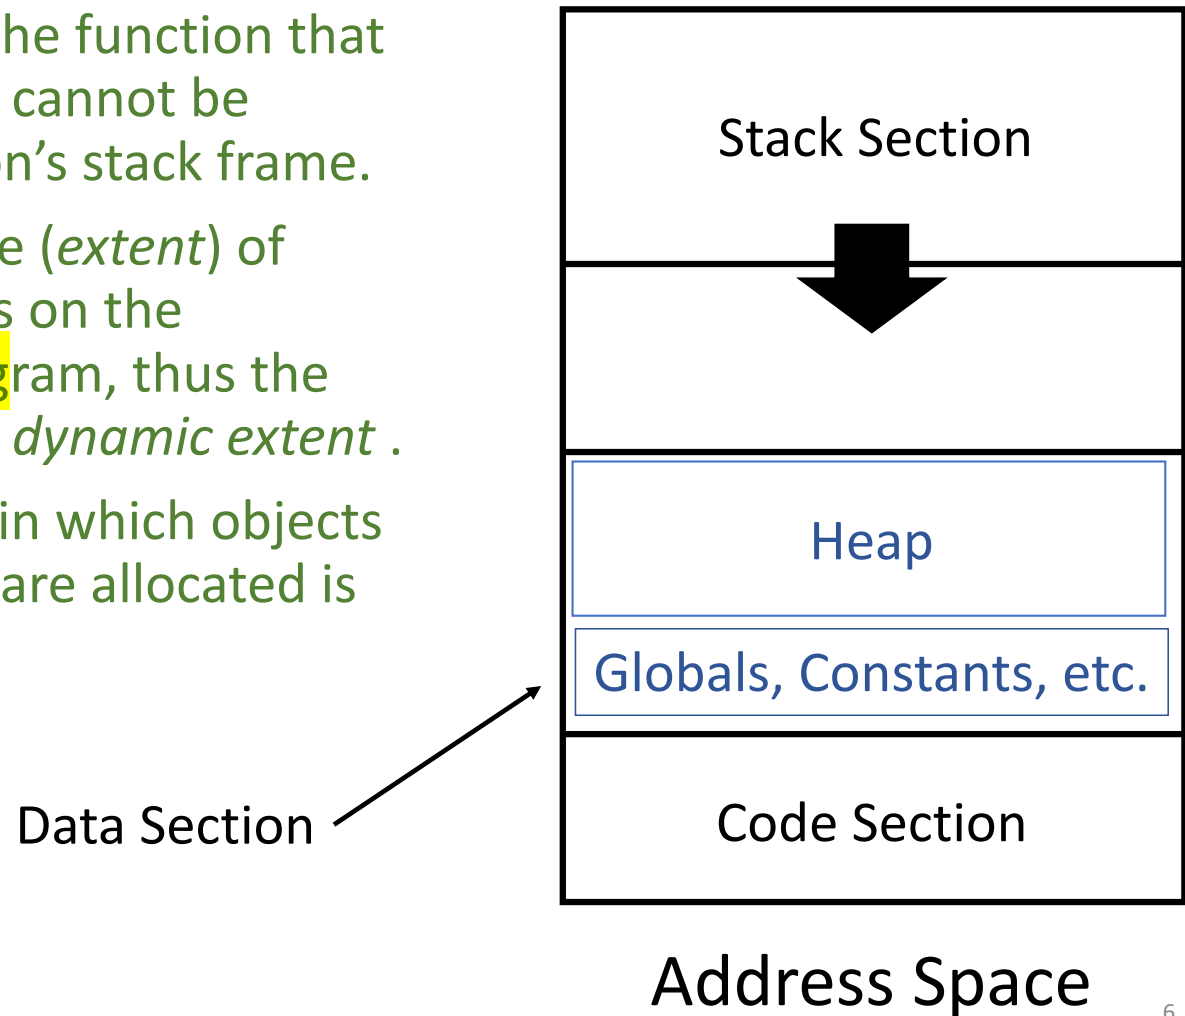 he function that
cannot be
on's stack frame.
e (extent) of
s on the
gram, thus the
dynamic extent .
in which objects
are allocated is
Stack Section
Heap
Globals, Constants, etc.
Data Section
Code Section
Address Space
6